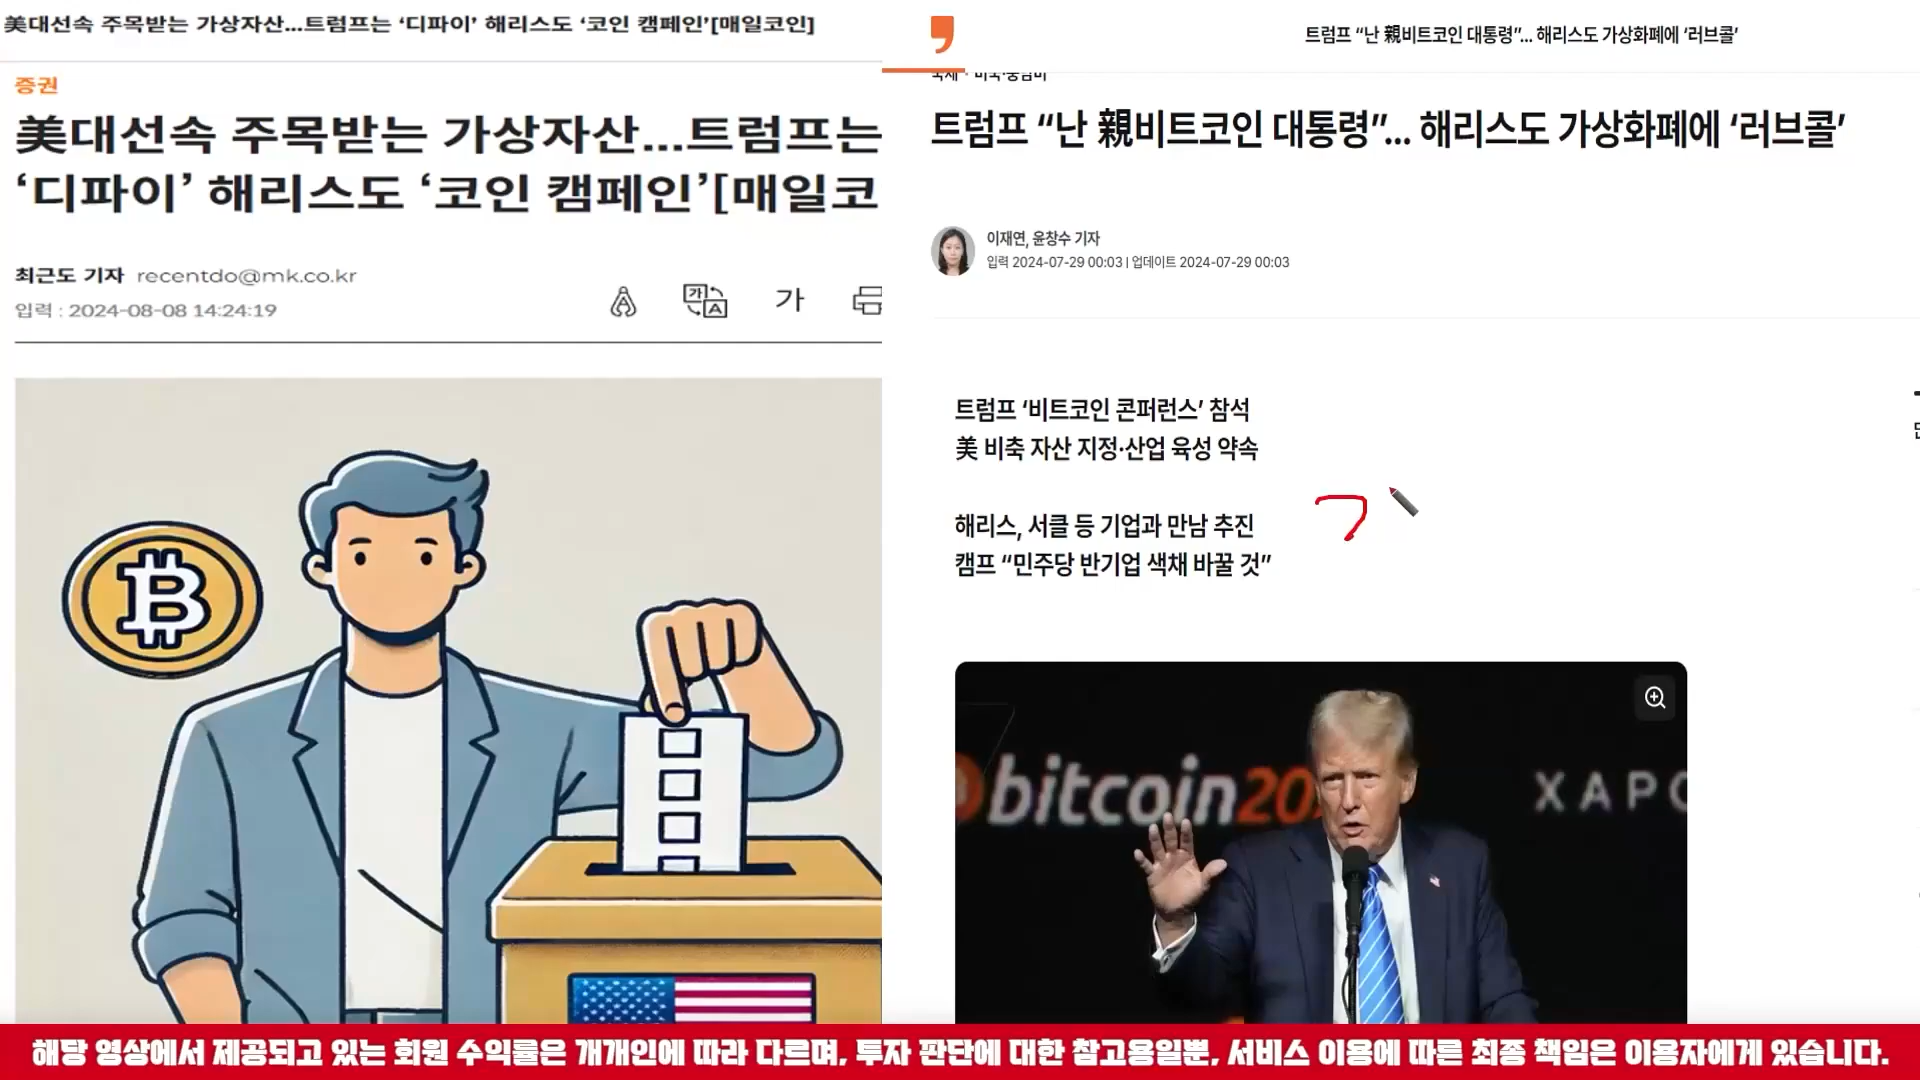 美대선속 주목받는 가상자산...트럼프는 ‘디파이’ 해리스도 ‘코인 캠페인’[매일코인]
증권
美대선속 주목받는 가상자산...트럼프는
‘디파이’ 해리스도 ‘코인 캠페인’[매일코
최근도 기자 recentdo@mk.co.kr
입력 : 2024-08-08 14:24:19
가
트럼프 “난 親비트코인 대통령”... 해리스도 가상화폐에 ‘러브콜’
트럼프 “난 親비트코인 대통령”... 해리스도 가상화폐에 ‘러브콜’
이재연, 윤창수 기자
입력 2024-07-29 00:03 | 업데이트 2024-07-29 00:03
트럼프 ‘비트코인 콘퍼런스’ 참석
美 비축 자산 지정·산업 육성 약속
해리스, 서클 등 기업과 만남 추진
캠프 “민주당 반기업 색채 바꿀 것”
bitcoin20
XAPO
해당 영상에서 제공되고 있는 회원 수익률은 개개인에 따라 다르며, 투자 판단에 대한 참고용일뿐, 서비스 이용에 따른 최종 책임은 이용자에게 있습니다.